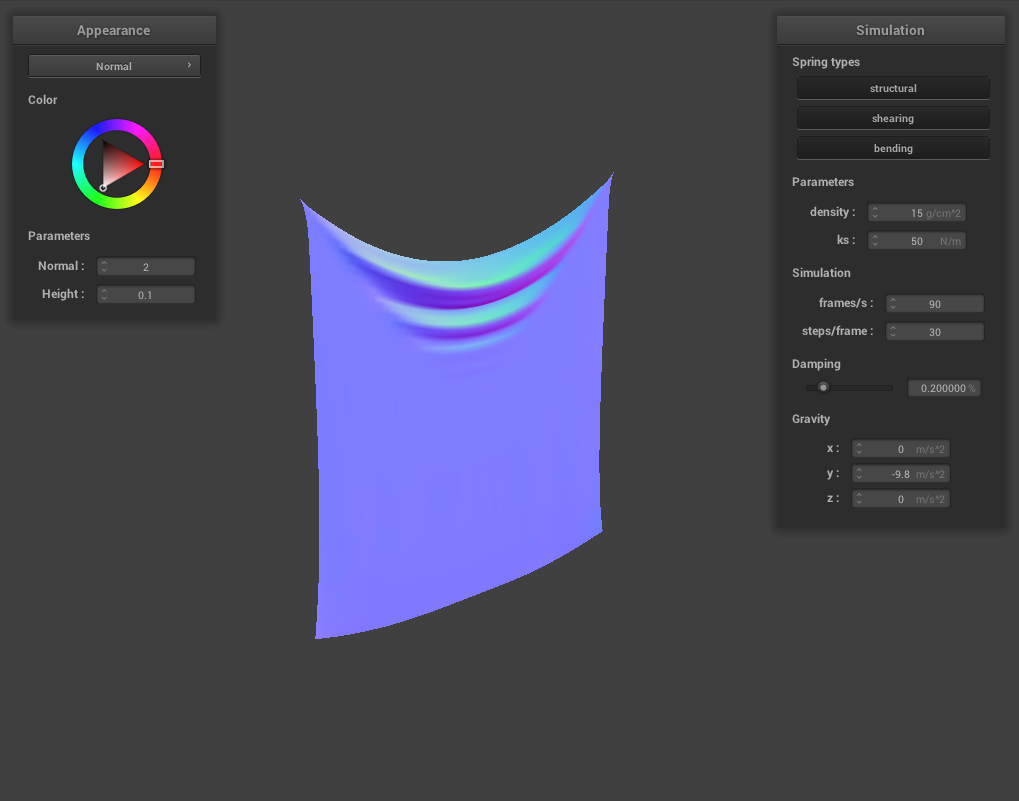 Appearance
Normal
Color
Parameters
Normal : 2
Height : 0.1
Simulation
Spring types
structural
shearing
bending
Parameters
density : 15 g/cm^2
ks : 50 N/m
Simulation
frames/s : 90
steps/frame : 30
Damping
0.200000 %
Gravity
x : 0 m/s^2
y : -9.8 m/s^2
z : 0 m/s^2